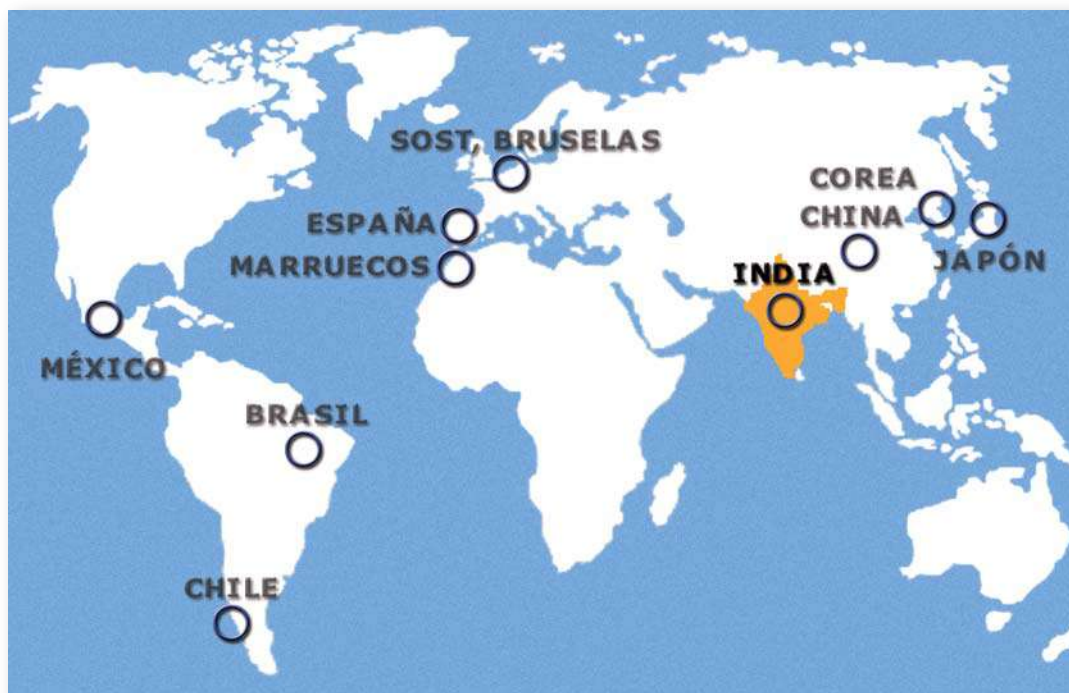 SOST, BRUSELAS
COREA
CHINA
ESPAÑA
JAPÓN
MARRUECOS
INDIA
MÉXICO
BRASIL
CHILE